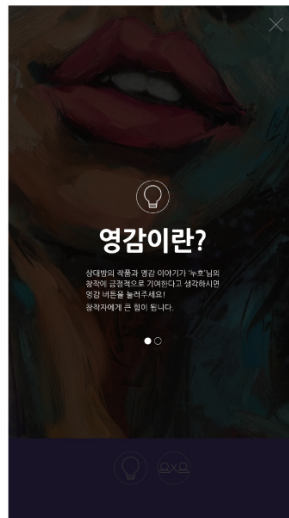 영감이란?
상대방의 작품과 영감 이야기가 '누호'님의
창작에 긍정적으로 기여한다고 생각하시면
영감 버튼을 눌러주세요!
창작자에게 큰 힘이 됩니다.